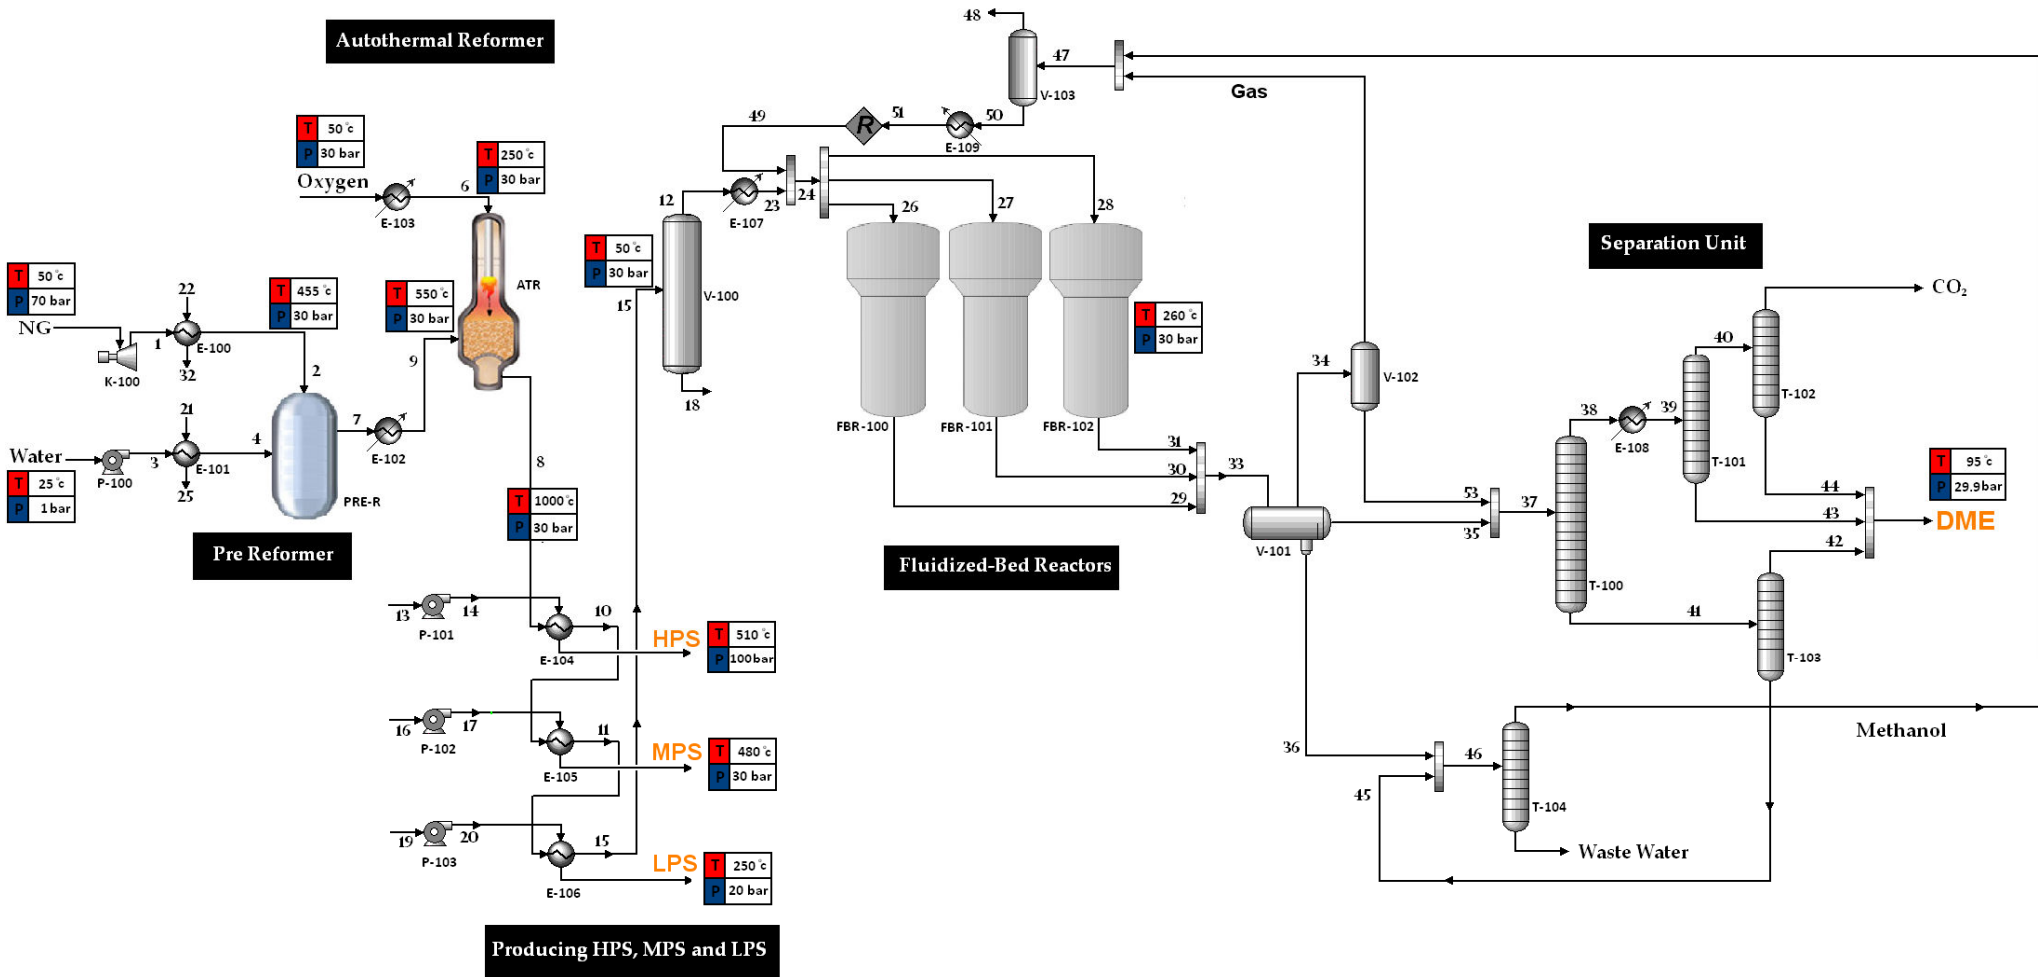 Autothermal Reformer
48
47
Gas
V-103
49
51
R
50
E-109
T 50 °c
P 30 bar
Oxygen
6
E-103
T 250 °c
P 30 bar
12
E-107
23
24
26
27
28
T 50 °c
P 30 bar
15
V-100
18
T 50 °c
P 70 bar
NG
K-100
1
22
E-100
32
T 455 °c
P 30 bar
2
T 550 °c
P 30 bar
9
ATR
Water
T 25 °c
P 1 bar
P-100
3
21
E-101
25
4
PRE-R
7
E-102
8
Pre Reformer
T 1000 °c
P 30 bar
T 260 °c
P 30 bar
FBR-100
FBR-101
FBR-102
31
30
29
33
Fluidized-Bed Reactors
34
V-102
V-101
53
35
37
36
Separation Unit
CO₂
40
T-102
38
39
E-108
T-101
T-100
44
43
42
T 95 °c
P 29.9 bar
DME
41
T-103
13
P-101
14
10
E-104
HPS
T 510 °c
P 100 bar
16
P-102
17
11
E-105
MPS
T 480 °c
P 30 bar
19
P-103
20
15
E-106
LPS
T 250 °c
P 20 bar
Producing HPS, MPS and LPS
45
46
T-104
Methanol
Waste Water